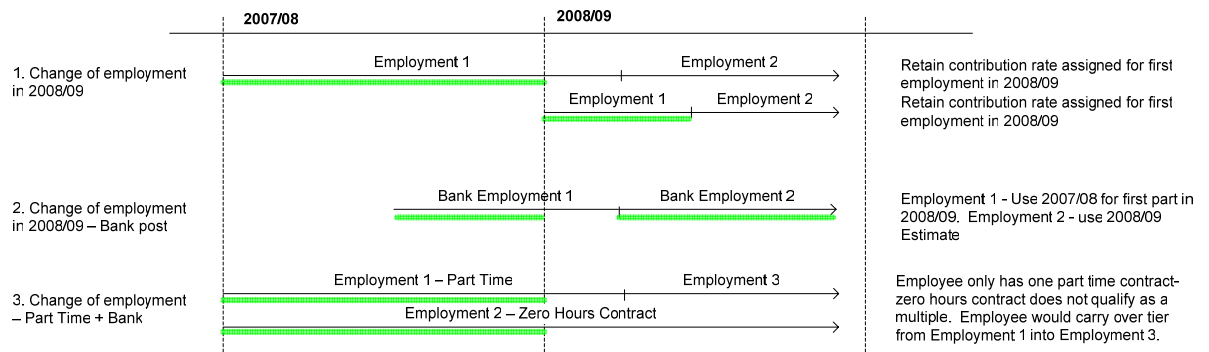 2007/08
2008/09
1. Change of employment
in 2008/09
Employment 1
Employment 2
Retain contribution rate assigned for first
employment in 2008/09
Employment 1
Employment 2
Retain contribution rate assigned for first
employment in 2008/09
2. Change of employment
in 2008/09 – Bank post
Bank Employment 1
Bank Employment 2
Employment 1 - Use 2007/08 for first part in
2008/09. Employment 2 - use 2008/09
Estimate
3. Change of employment
– Part Time + Bank
Employment 1 – Part Time
Employment 3
Employment 2 – Zero Hours Contract
Employee only has one part time contract-
zero hours contract does not qualify as a
multiple. Employee would carry over tier
from Employment 1 into Employment 3.